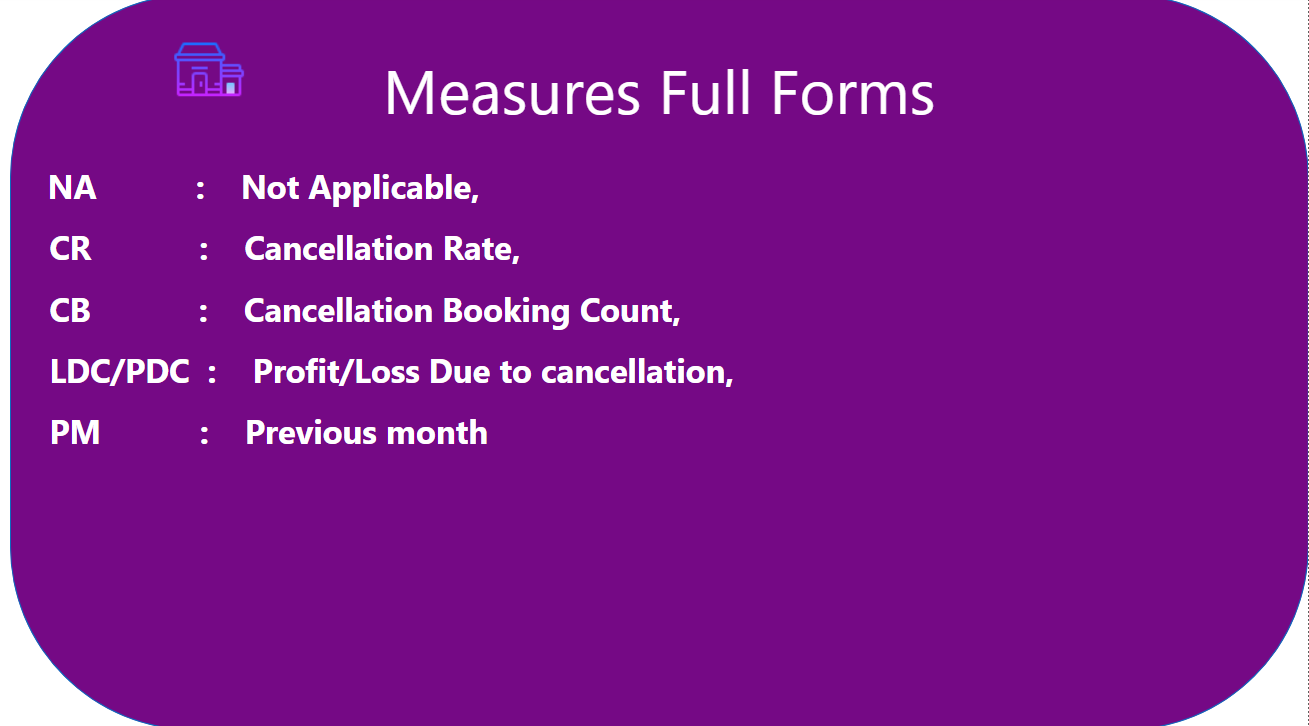 Measures Full Forms
NA : Not Applicable,
CR : Cancellation Rate,
CB : Cancellation Booking Count,
LDC/PDC : Profit/Loss Due to cancellation,
PM : Previous month